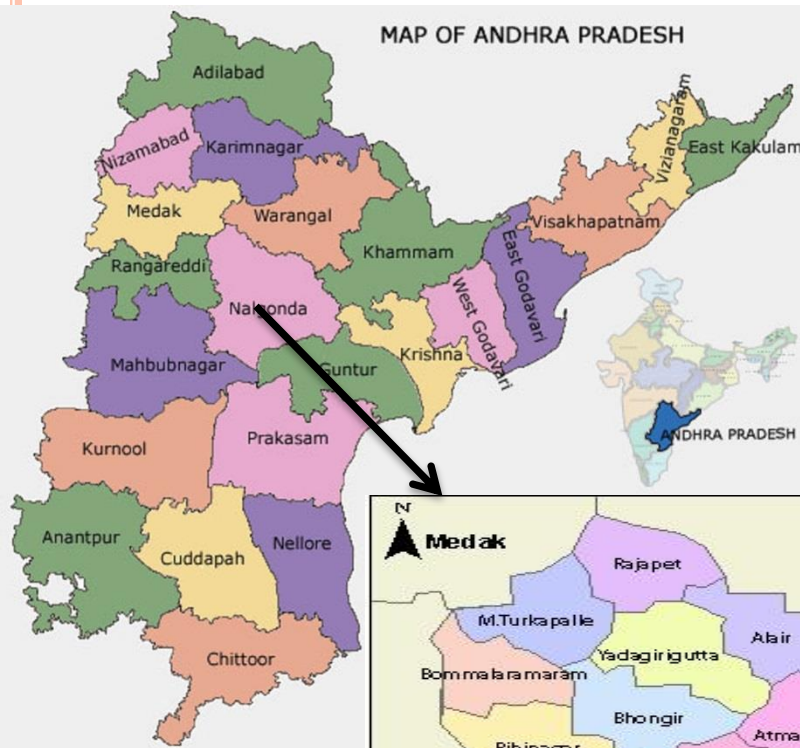 MAP OF ANDHRA PRADESH
Adilabad
Nizamabad
Karimnagar
Vizianagaram
East Kakulam
Medak
Warangal
Visakhapatnam
Rangareddi
Khammam
East Godavari
Nalgonda
West Godavari
Krishna
Mahbubnagar
Guntur
Kurnool
Prakasam
ANDHRA PRADESH
Anantpur
Cuddapah
Nellore
Chittoor
N
Medak
Rajapet
M.Turkapalle
Yadagirigutta
Alair
Bommalaramaram
Bhongir
Atma
Bibinagar